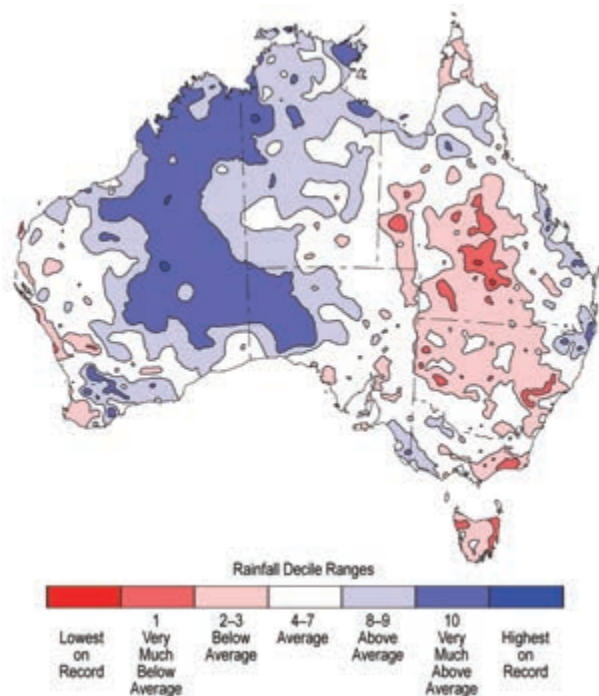 Rainfall Decile Ranges
1 2–3 4–7 8–9 10
Lowest on Record
Very Much Below Average
Below Average
Average
Above Average
Very Much Above Average
Highest on Record